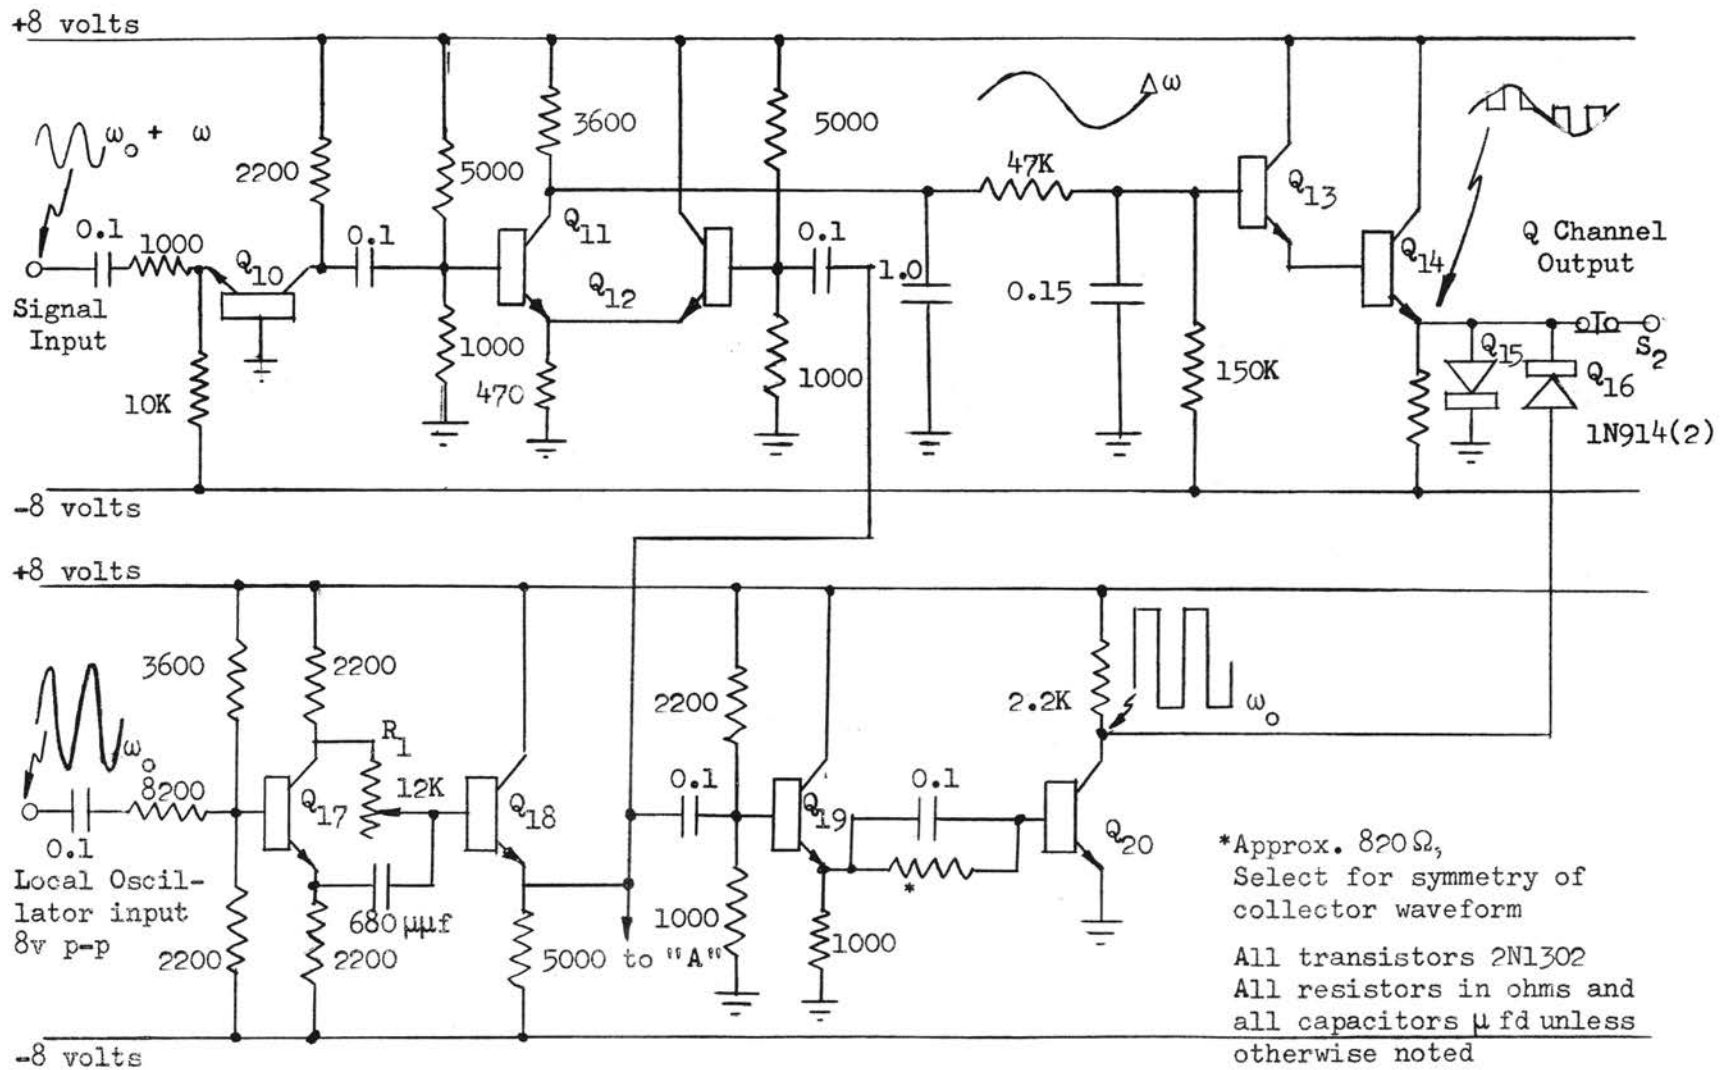 +8 volts
ω₀ + ω
2200
5000
3600
5000
Δω
0.1
1000
Q10
0.1
Q11
Q12
0.1
1.0
47K
0.15
Q13
Q14
Q Channel
Output
Signal
Input
10K
1000
470
1000
150K
Q15
Q16
S2
1N914(2)
-8 volts
+8 volts
3600
2200
R1
12K
ω₀
8200
0.1
Q17
Q18
2200
0.1
Q19
0.1
2.2K
ω₀
Q20
Local Oscil-
lator input
8v p-p
2200
680 μμf
2200
5000
to "A"
1000
1000
*
*Approx. 820Ω,
Select for symmetry of
collector waveform
All transistors 2N1302
All resistors in ohms and
all capacitors μ fd unless
otherwise noted
-8 volts